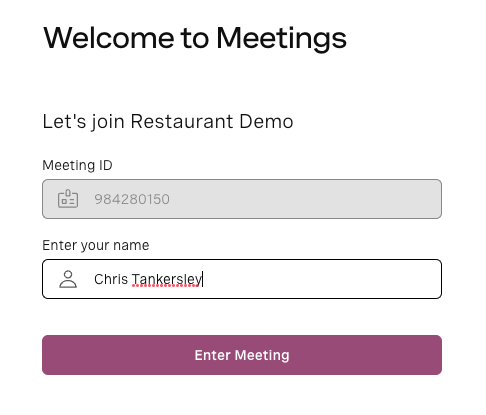 Welcome to Meetings
Let's join Restaurant Demo
Meeting ID
984280150
Enter your name
Chris Tankersley
Enter Meeting